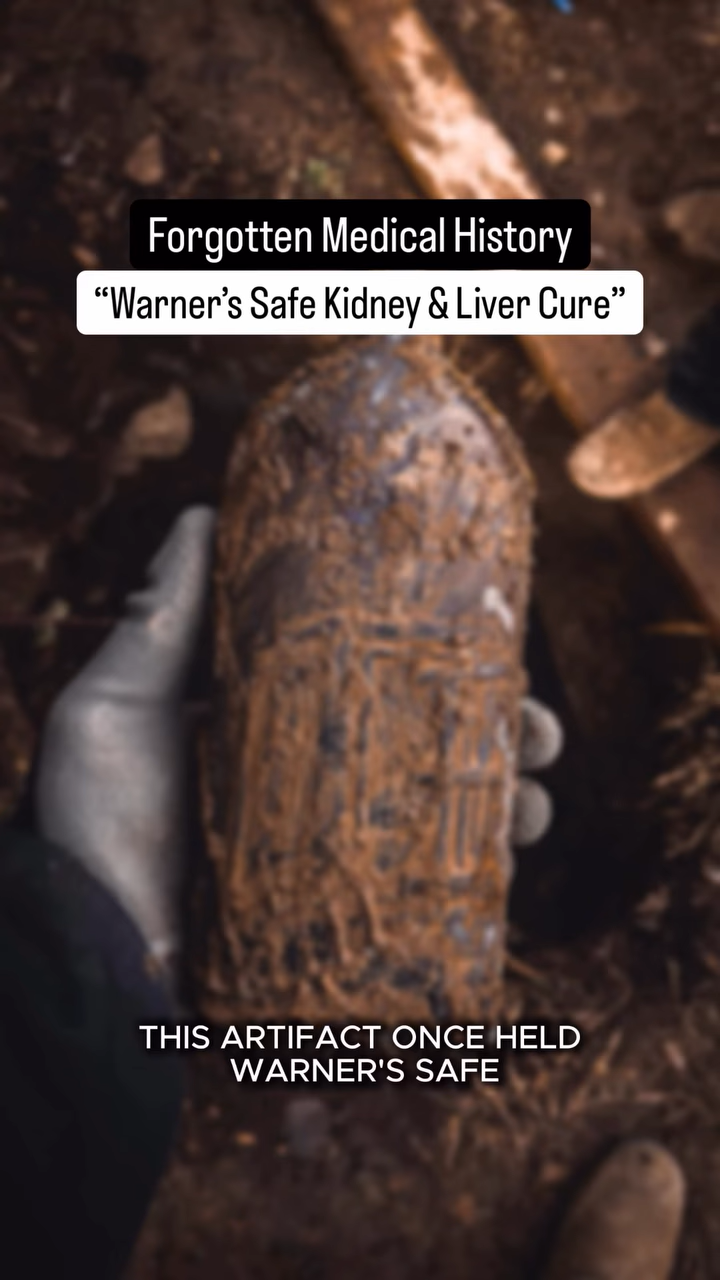 Forgotten Medical History
“Warner’s Safe Kidney & Liver Cure”
THIS ARTIFACT ONCE HELD
WARNER'S SAFE